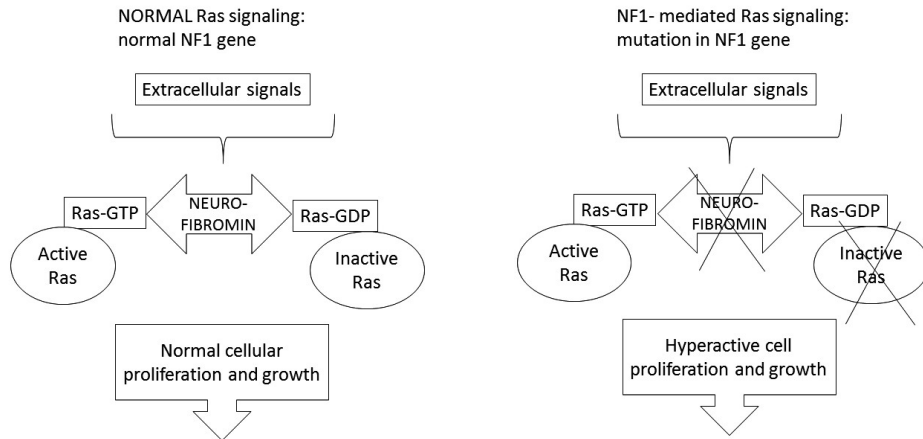 NORMAL Ras signaling:
normal NF1 gene
Extracellular signals
Ras-GTP
NEURO-
FIBROMIN
Ras-GDP
Active
Ras
Inactive
Ras
Normal cellular
proliferation and growth
NF1- mediated Ras signaling:
mutation in NF1 gene
Extracellular signals
Ras-GTP
NEURO-
FIBROMIN
Ras-GDP
Active
Ras
Inactive
Ras
Hyperactive cell
proliferation and growth